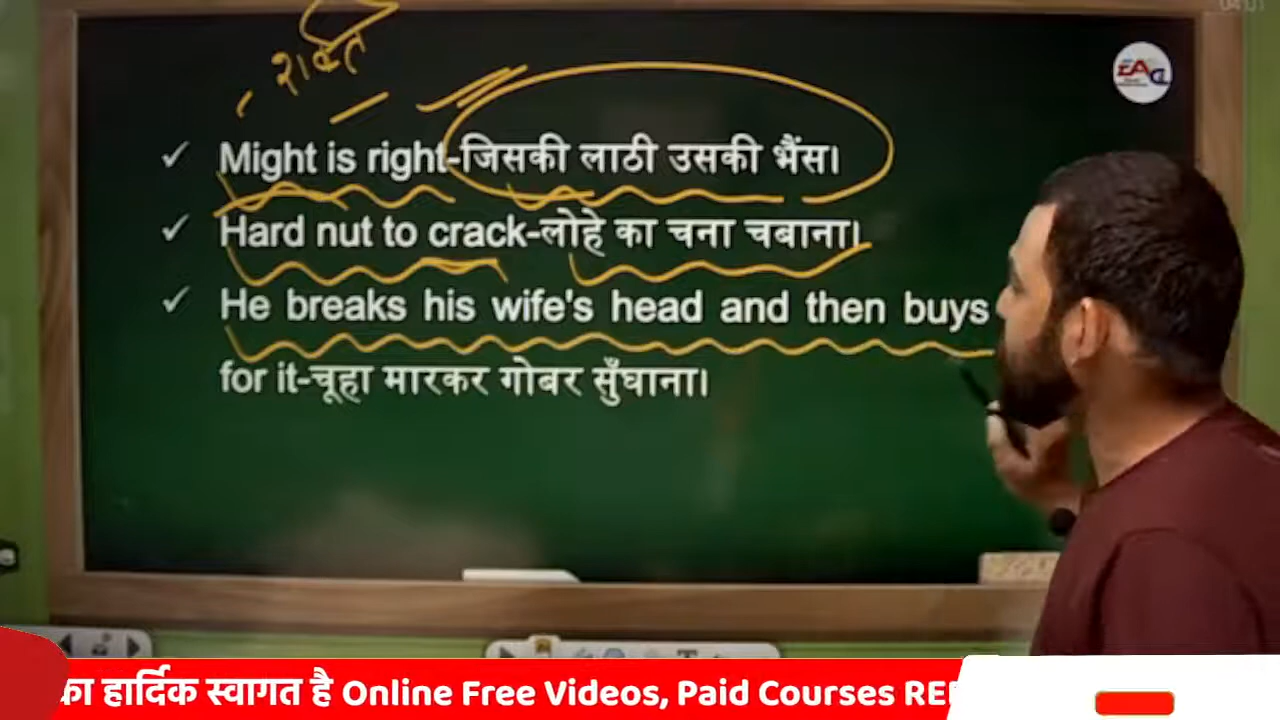 शक्ति
Might is right-जिसकी लाठी उसकी भैंस।
Hard nut to crack-लोहे का चना चबाना।
He breaks his wife's head and then buys
for it-चूहा मारकर गोबर सुँघाना।
का हार्दिक स्वागत है Online Free Videos, Paid Courses